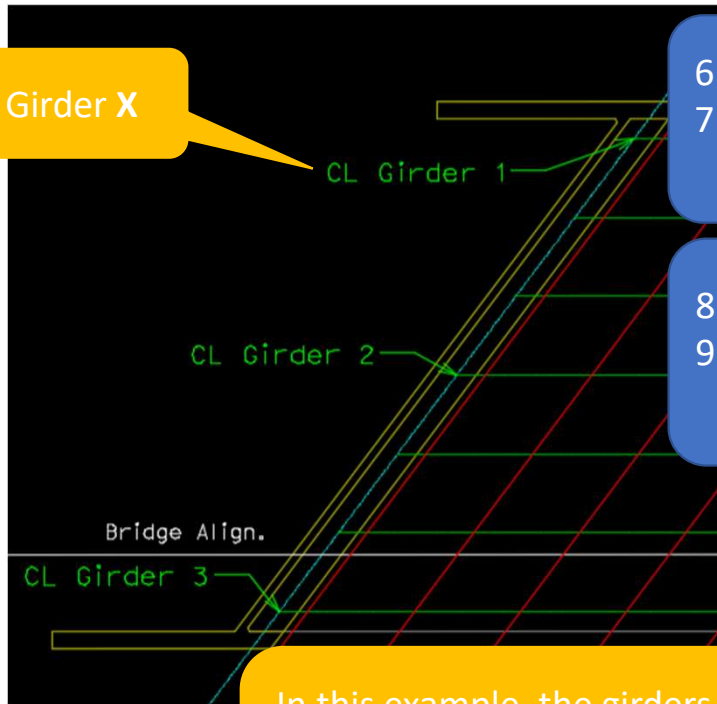 6
7
Girder X
CL Girder 1
8
9
CL Girder 2
Bridge Align.
CL Girder 3
In this example, the girders